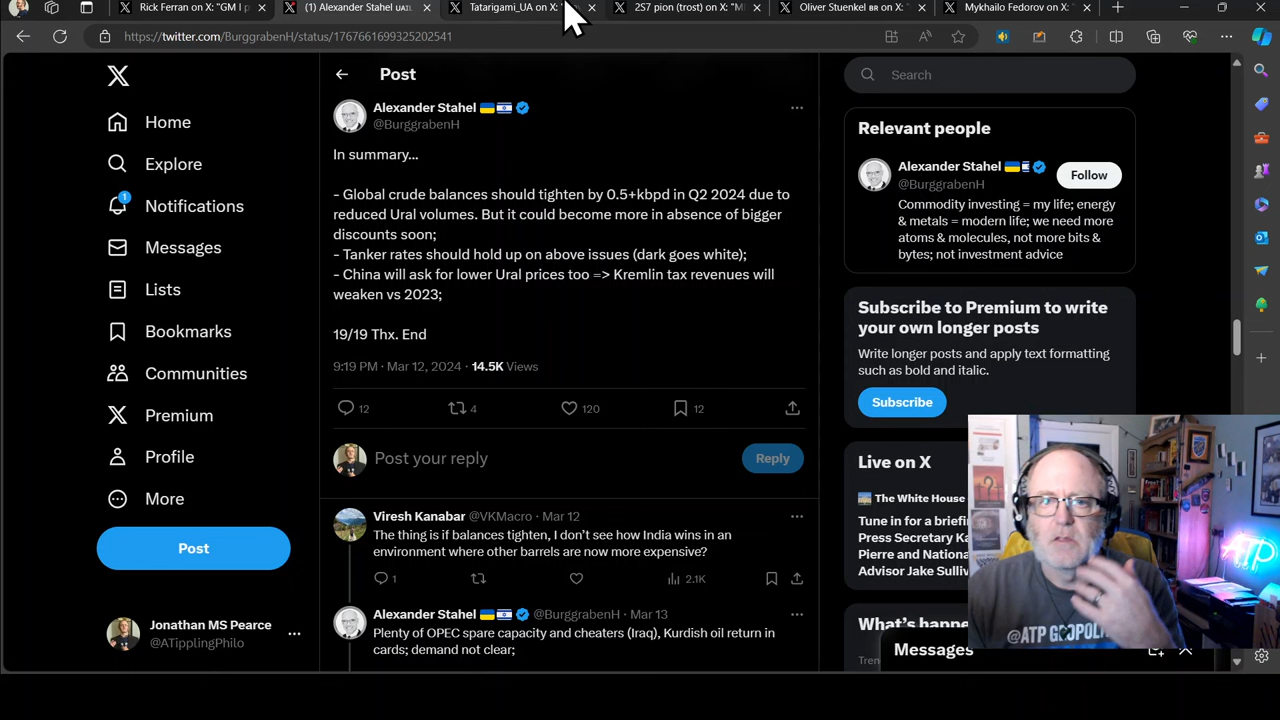 Rick Ferran on X: "GM I p
(1) Alexander Stahel
Tatarigami_UA on X:
2S7 pion (trost) on X: "M
Oliver Stuenkel BR on X:
Mykhailo Fedorov on X: "
https://twitter.com/BurggrabenH/status/1767661699325202541
Home
Explore
1
Notifications
Messages
Lists
Bookmarks
Communities
Premium
Profile
More
Post
Jonathan MS Pearce
@ATipplingPhilo
Post
Alexander Stahel
@BurggrabenH
In summary...
- Global crude balances should tighten by 0.5+kbpd in Q2 2024 due to
reduced Ural volumes. But it could become more in absence of bigger
discounts soon;
- Tanker rates should hold up on above issues (dark goes white);
- China will ask for lower Ural prices too => Kremlin tax revenues will
weaken vs 2023;
19/19 Thx. End
9:19 PM · Mar 12, 2024 · 14.5K Views
12 4 120 12
Post your reply
Reply
Viresh Kanabar @VKMacro · Mar 12
The thing is if balances tighten, I don't see how India wins in an
environment where other barrels are now more expensive?
1 2.1K
Alexander Stahel @BurggrabenH · Mar 13
Plenty of OPEC spare capacity and cheaters (Iraq), Kurdish oil return in
cards; demand not clear;
Search
Relevant people
Alexander Stahel
@BurggrabenH
Follow
Commodity investing = my life; energy
& metals = modern life; we need more
atoms & molecules, not more bits &
bytes; not investment advice
Subscribe to Premium to write
your own longer posts
Write longer posts and apply text formatting
such as bold and italic.
Subscribe
Live on X
The White House
Tune in for a briefin
Press Secretary Ka
Pierre and National
Advisor Jake Sulliv
What's happe
Messages
@ATP GEOPOL